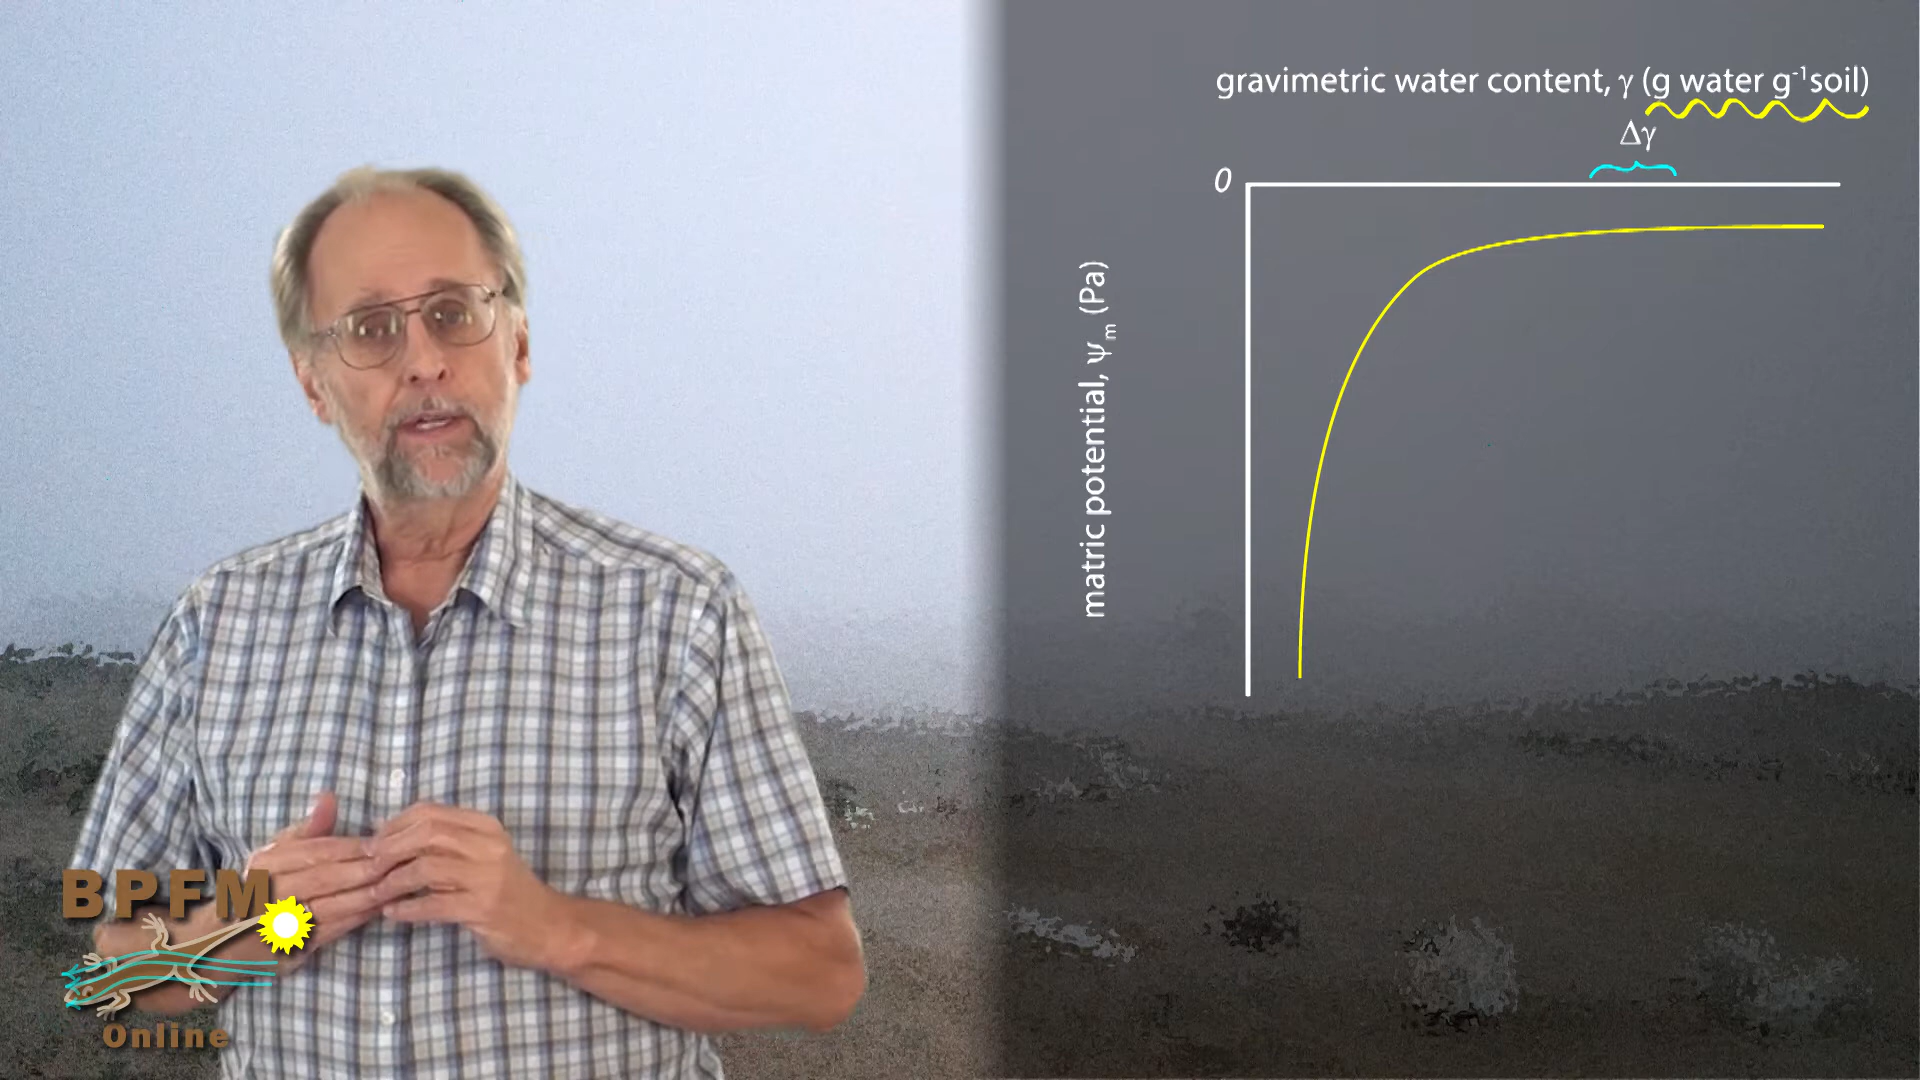 gravimetric water content, γ (g water g⁻¹soil)
Δγ
0
matric potential, ψₘ (Pa)
BPFM
Online